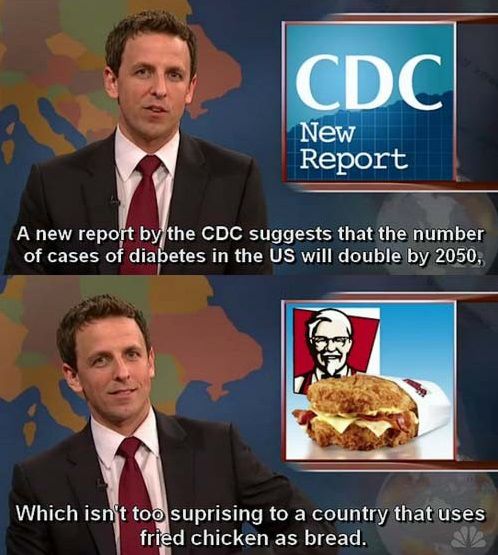 CDC
New
Report
A new report by the CDC suggests that the number
of cases of diabetes in the US will double by 2050,
Which isn't too suprising to a country that uses
fried chicken as bread.